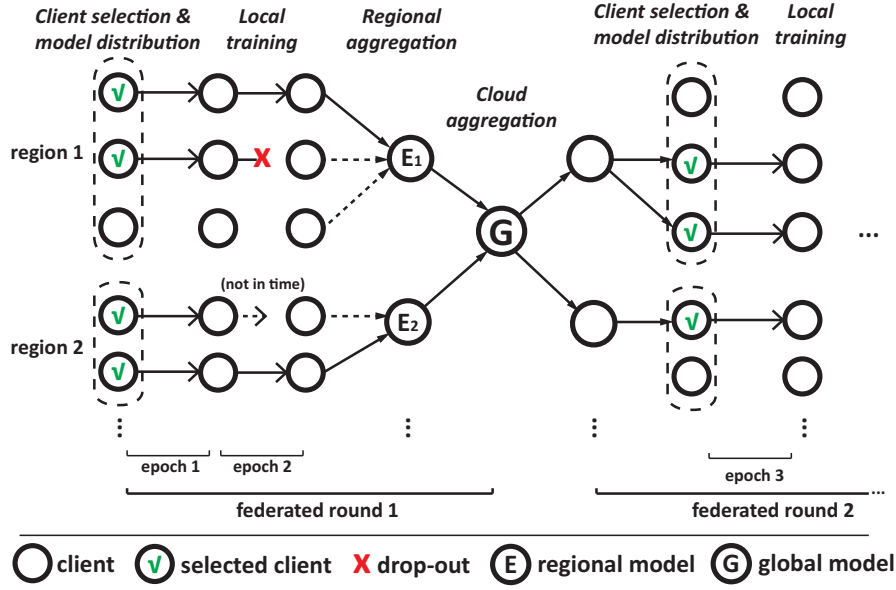 Client selection &
model distribution
Local
training
Regional
aggregation
Cloud
aggregation
Client selection &
model distribution
Local
training
√
√
region 1
X
E1
√
√
G
...
(not in time)
√
√
region 2
E2
√
...
...
...
...
epoch 1
epoch 2
epoch 3
federated round 1
federated round 2
...
client
√ selected client
X drop-out
E regional model
G global model